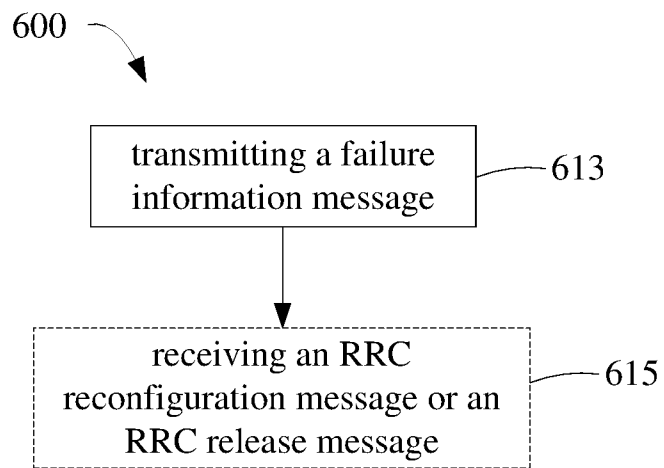 600
transmitting a failure
information message
613
receiving an RRC
reconfiguration message or an
RRC release message
615